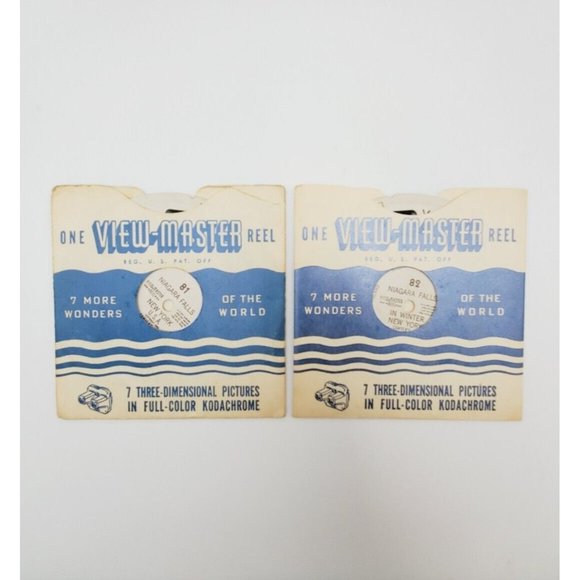 ONE VIEW-MASTER REEL
REG. U. S. PAT. OFF
81
NIAGARA FALLS
NEW YORK
U.S.A.
7 MORE WONDERS
OF THE WORLD
7 THREE-DIMENSIONAL PICTURES
IN FULL-COLOR KODACHROME
ONE VIEW-MASTER REEL
REG. U. S. PAT. OFF
82
NIAGARA FALLS
IN WINTER
NEW YORK
7 MORE WONDERS
OF THE WORLD
7 THREE-DIMENSIONAL PICTURES
IN FULL-COLOR KODACHROME